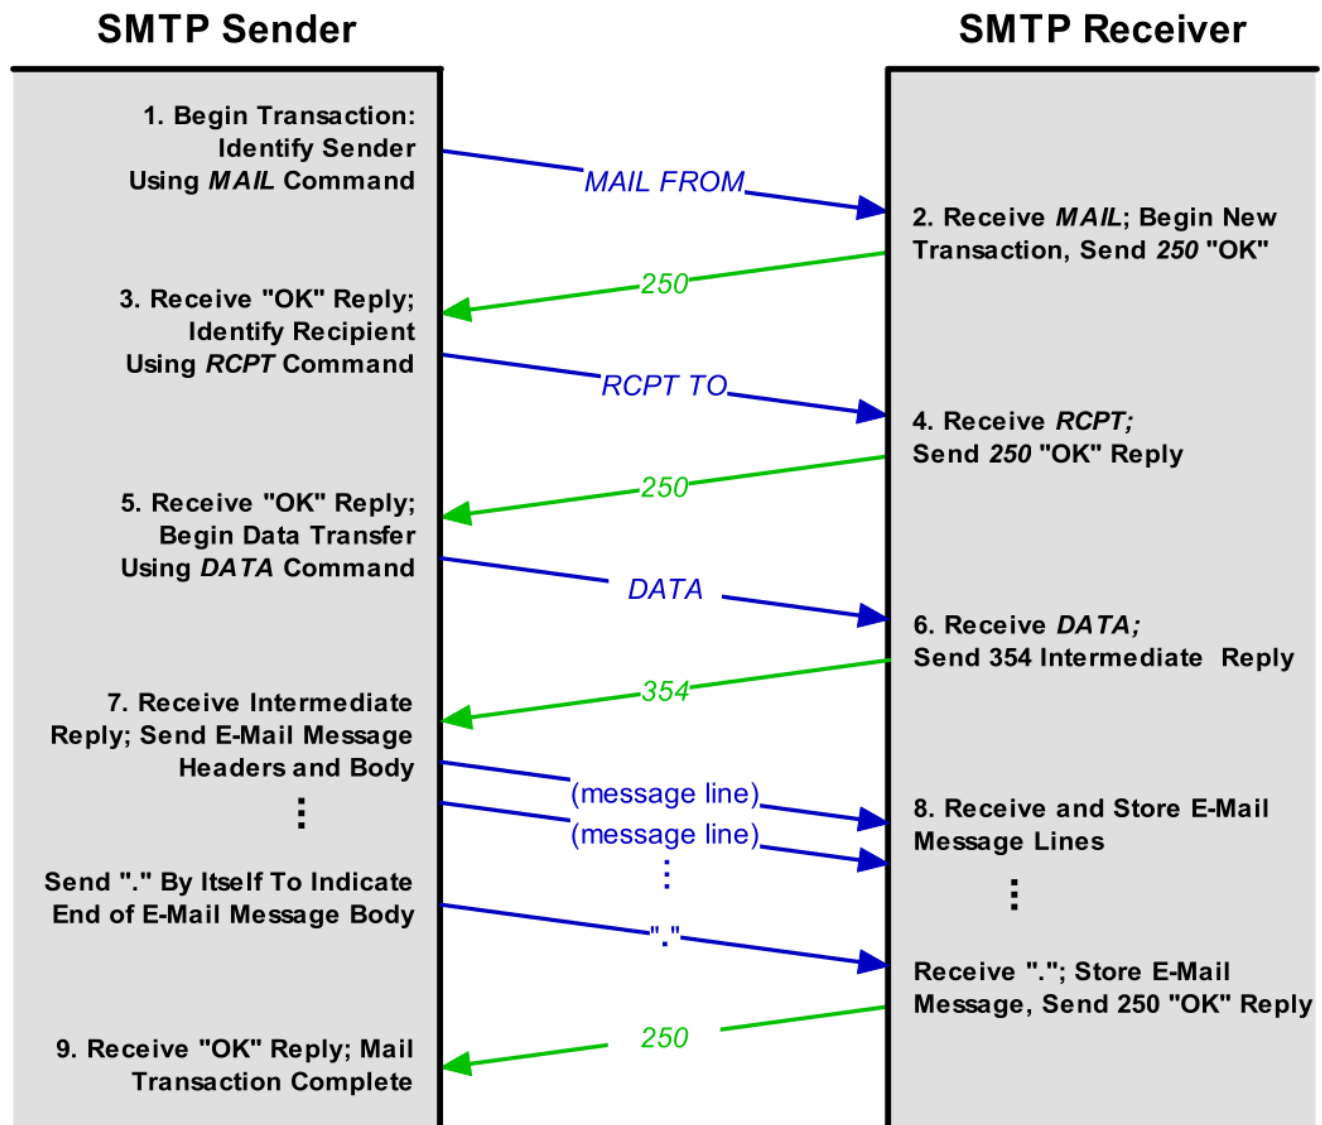 SMTP Sender
SMTP Receiver
1. Begin Transaction:
Identify Sender
Using MAIL Command
MAIL FROM
2. Receive MAIL; Begin New
Transaction, Send 250 "OK"
250
3. Receive "OK" Reply;
Identify Recipient
Using RCPT Command
RCPT TO
4. Receive RCPT;
Send 250 "OK" Reply
250
5. Receive "OK" Reply;
Begin Data Transfer
Using DATA Command
DATA
6. Receive DATA;
Send 354 Intermediate Reply
354
7. Receive Intermediate
Reply; Send E-Mail Message
Headers and Body
(message line)
(message line)
8. Receive and Store E-Mail
Message Lines
Send "." By Itself To Indicate
End of E-Mail Message Body
"."
Receive "."; Store E-Mail
Message, Send 250 "OK" Reply
250
9. Receive "OK" Reply; Mail
Transaction Complete